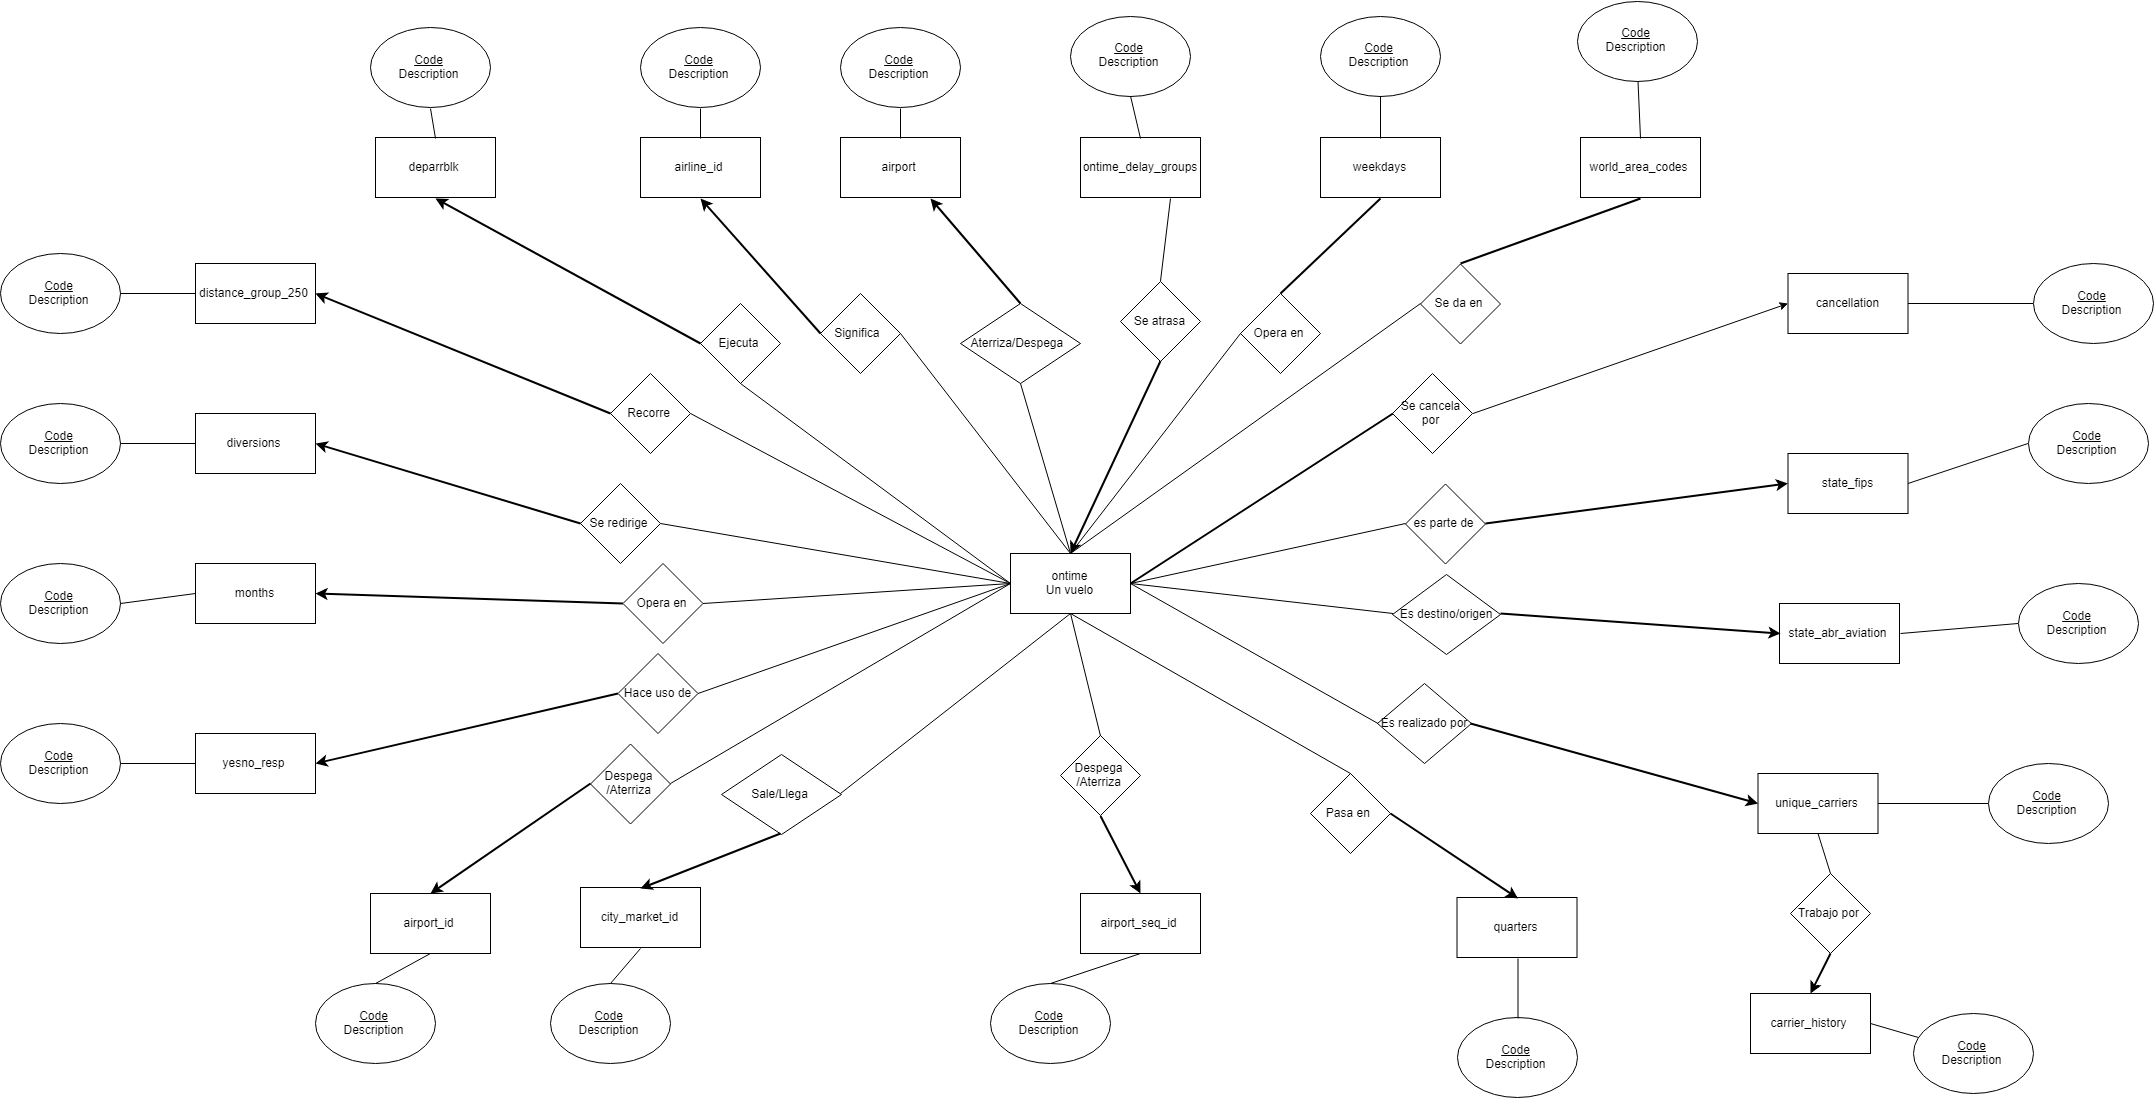 Code
Description
Code
Description
Code
Description
Code
Description
Code
Description
Code
Description
deparrblk
airline_id
airport
ontime_delay_groups
weekdays
world_area_codes
Code
Description
distance_group_250
Ejecuta
Significa
Aterriza/Despega
Se atrasa
Opera en
Se da en
cancellation
Code
Description
Recorre
Se cancela
por
Code
Description
diversions
Se redirige
es parte de
state_fips
Code
Description
ontime
Un vuelo
Code
Description
months
Opera en
Es destino/origen
state_abr_aviation
Code
Description
Hace uso de
Es realizado por
Code
Description
yesno_resp
Despega
/Aterriza
Sale/Llega
Despega
/Aterriza
Pasa en
unique_carriers
Code
Description
airport_id
city_market_id
airport_seq_id
quarters
Trabajo por
Code
Description
Code
Description
Code
Description
Code
Description
carrier_history
Code
Description